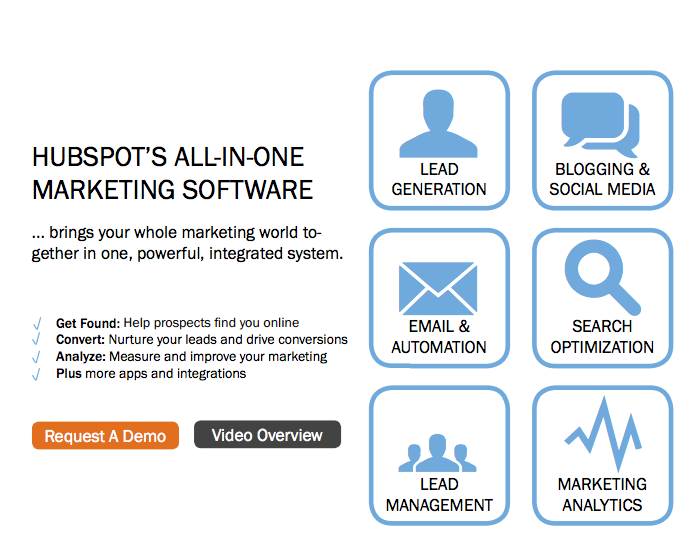 HUBSPOT'S ALL-IN-ONE
MARKETING SOFTWARE
... brings your whole marketing world to-
gether in one, powerful, integrated system.
Get Found: Help prospects find you online
Convert: Nurture your leads and drive conversions
Analyze: Measure and improve your marketing
Plus more apps and integrations
Request A Demo
Video Overview
LEAD
GENERATION
BLOGGING &
SOCIAL MEDIA
EMAIL &
AUTOMATION
SEARCH
OPTIMIZATION
LEAD
MANAGEMENT
MARKETING
ANALYTICS